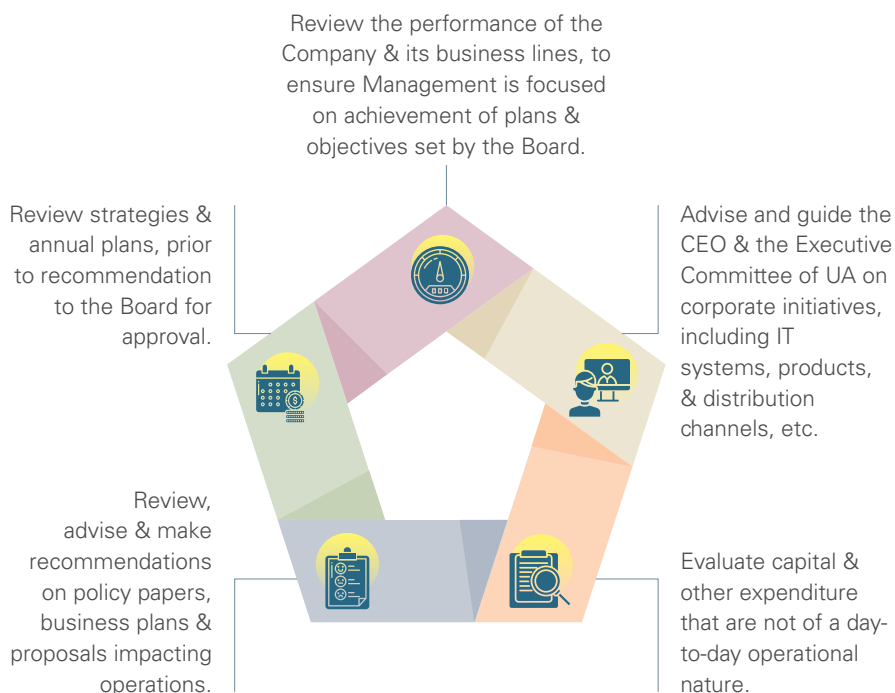 Review the performance of the
Company & its business lines, to
ensure Management is focused
on achievement of plans &
objectives set by the Board.
Review strategies &
annual plans, prior
to recommendation
to the Board for
approval.
Advise and guide the
CEO & the Executive
Committee of UA on
corporate initiatives,
including IT
systems, products,
& distribution
channels, etc.
Review,
advise & make
recommendations
on policy papers,
business plans &
proposals impacting
operations.
Evaluate capital &
other expenditure
that are not of a day-
to-day operational
nature.